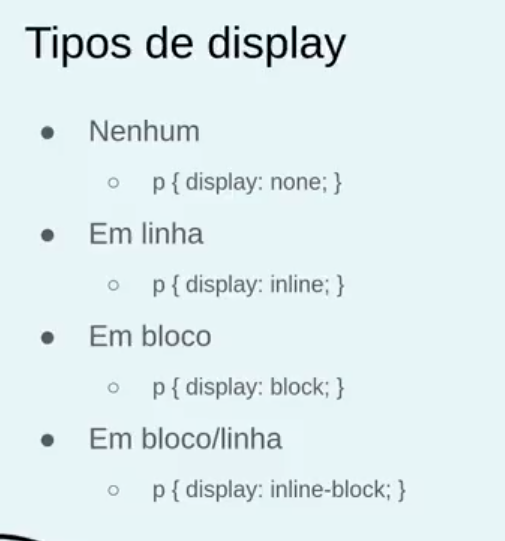 Tipos de display
● Nenhum
○ p { display: none; }
● Em linha
○ p { display: inline; }
● Em bloco
○ p { display: block; }
● Em bloco/linha
○ p { display: inline-block; }